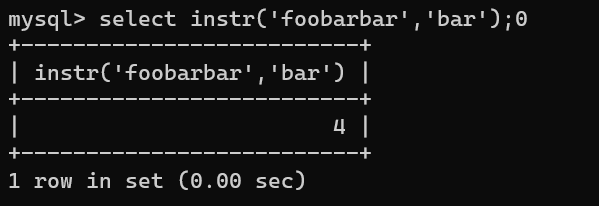 mysql> select instr('foobarbar','bar');0
+--------------------------+
| instr('foobarbar','bar') |
+--------------------------+
|                        4 |
+--------------------------+
1 row in set (0.00 sec)